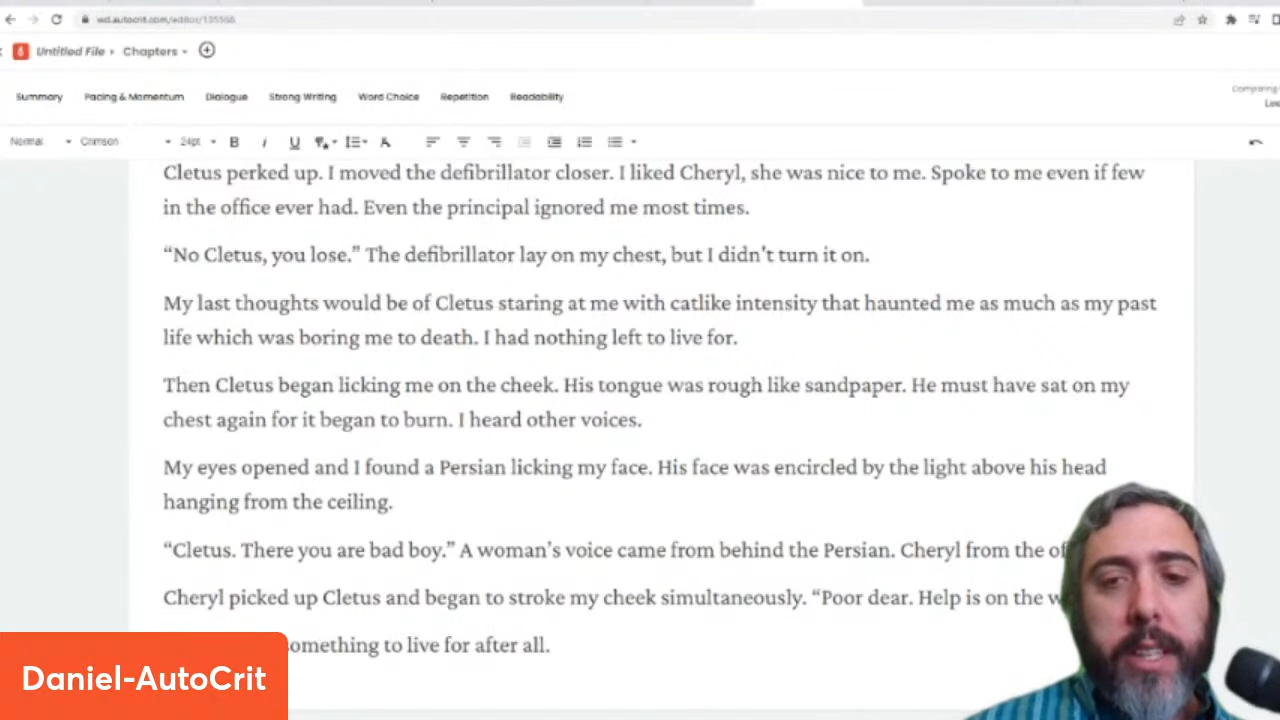 wd.autocrit.com/editor/135566
Untitled File Chapters
Summary Pacing & Momentum Dialogue Strong Writing Word Choice Repetition Readability
Comparing
Normal Crimson 24pt B i U
Cletus perked up. I moved the defibrillator closer. I liked Cheryl, she was nice to me. Spoke to me even if few
in the office ever had. Even the principal ignored me most times.
“No Cletus, you lose.” The defibrillator lay on my chest, but I didn't turn it on.
My last thoughts would be of Cletus staring at me with catlike intensity that haunted me as much as my past
life which was boring me to death. I had nothing left to live for.
Then Cletus began licking me on the cheek. His tongue was rough like sandpaper. He must have sat on my
chest again for it began to burn. I heard other voices.
My eyes opened and I found a Persian licking my face. His face was encircled by the light above his head
hanging from the ceiling.
“Cletus. There you are bad boy.” A woman’s voice came from behind the Persian. Cheryl from the
Cheryl picked up Cletus and began to stroke my cheek simultaneously. “Poor dear. Help is on the
something to live for after all.
Daniel-AutoCrit